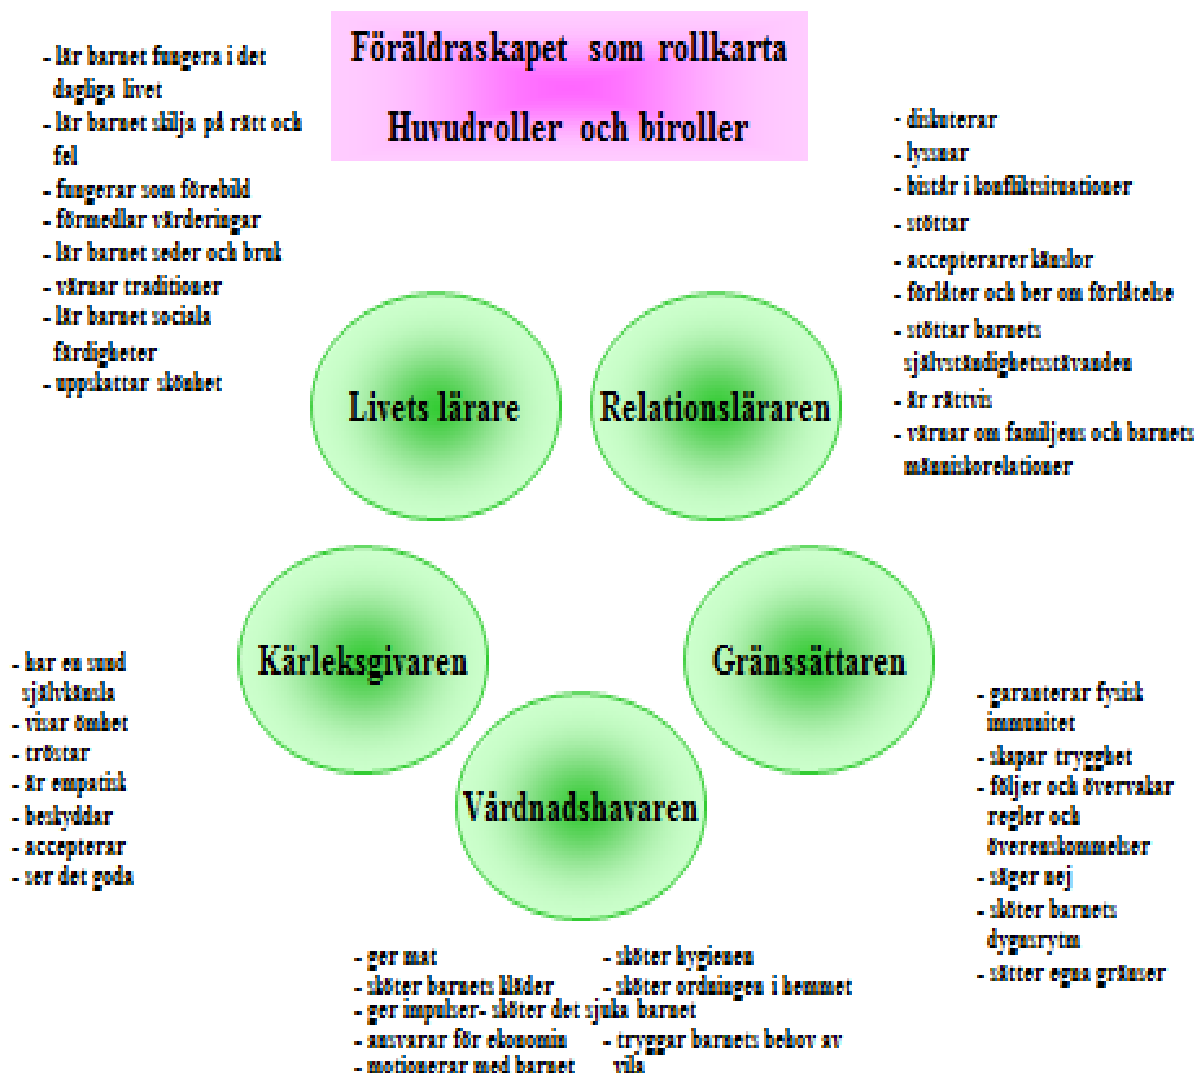 Föräldraskapet som rollkarta
Huvudroller och biroller
- lär barnet fungera i det
dagliga livet
- lär barnet skilja på rätt och
fel
- fungerar som förebild
- förmedlar värderingar
- lär barnet seder och bruk
- värnar traditioner
- lär barnet sociala
färdigheter
- uppskattar skönhet
- diskuterar
- lyssnar
- bistår i konfliktsituationer
- stöttar
- accepterarer känslor
- förlåter och ber om förlåtelse
- stöttar barnets
självständighetsstävanden
- är rättvis
- värnar om familjens och barnets
människorelationer
Livets lärare
Relationsläraren
Kärleksgivaren
Gränssättaren
Vårdnadshavaren
- har en sund
självkänsla
- visar ömhet
- tröstar
- är empatisk
- beskyddar
- accepterar
- ser det goda
- garanterar fysisk
immunitet
- skapar trygghet
- följer och övervakar
regler och
överenskommelser
- säger nej
- sköter barnets
dygnsrytm
- sätter egna gränser
- ger mat
- sköter barnets kläder
- ger impulser- sköter det sjuka barnet
- ansvarar för ekonomin
- motionerar med barnet
- sköter hygienen
- sköter ordningen i hemmet
- tryggar barnets behov av
vila